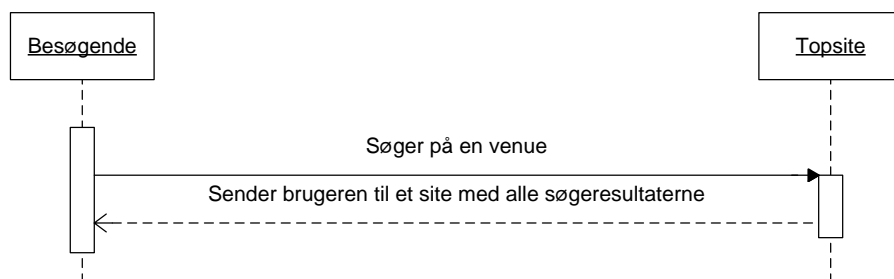 Besøgende
Topsite
Søger på en venue
Sender brugeren til et site med alle søgeresultaterne